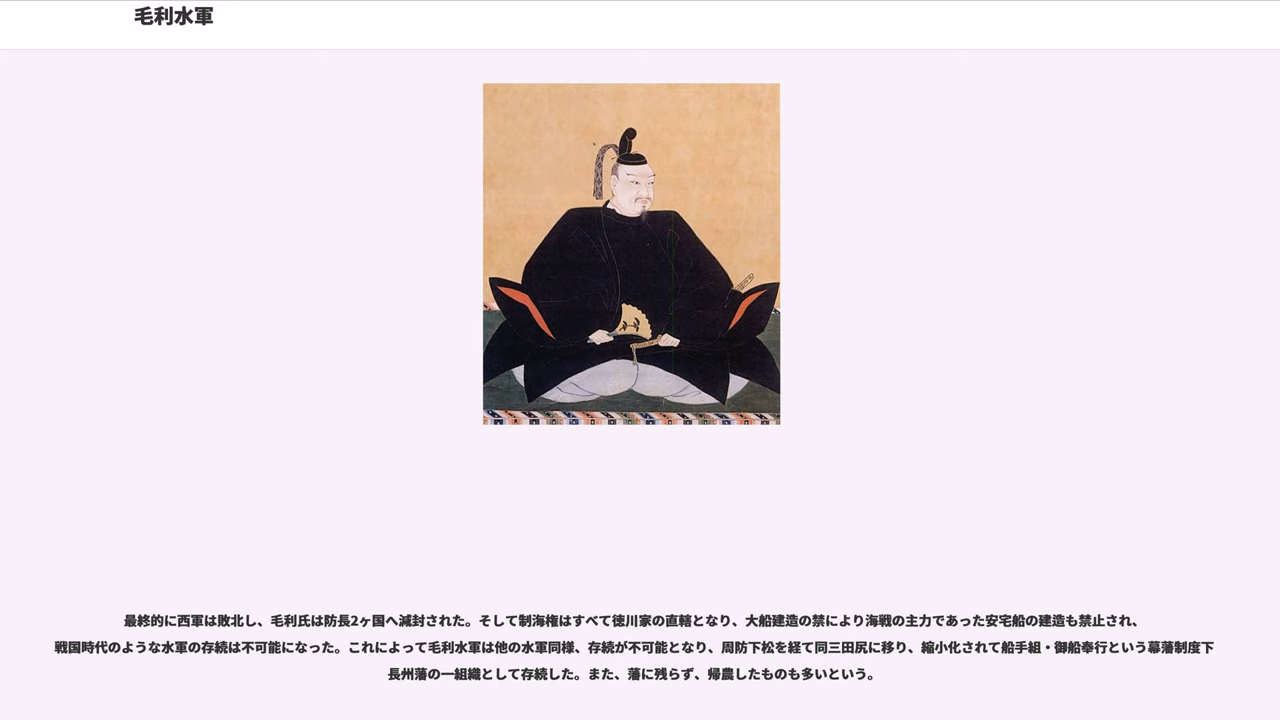 毛利水軍
最終的に西軍は敗北し、毛利氏は防長2ヶ国へ減封された。そして制海権はすべて徳川家の直轄となり、大船建造の禁により海戦の主力であった安宅船の建造も禁止され、
戦国時代のような水軍の存続は不可能になった。これによって毛利水軍は他の水軍同様、存続が不可能となり、周防下松を経て同三田尻に移り、縮小化されて船手組・御船奉行という幕藩制度下
長州藩の一組織として存続した。また、藩に残らず、帰農したものも多いという。